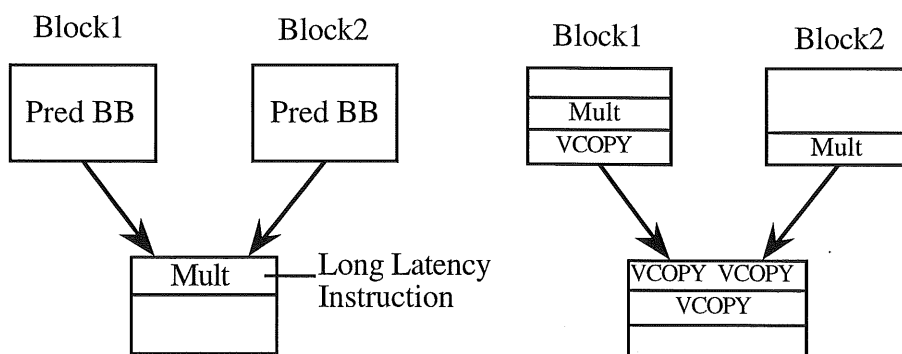 Block1
Block2
Pred BB
Pred BB
Mult
Long Latency
Instruction
Block1
Block2
Mult
VCOPY
Mult
VCOPY VCOPY
VCOPY